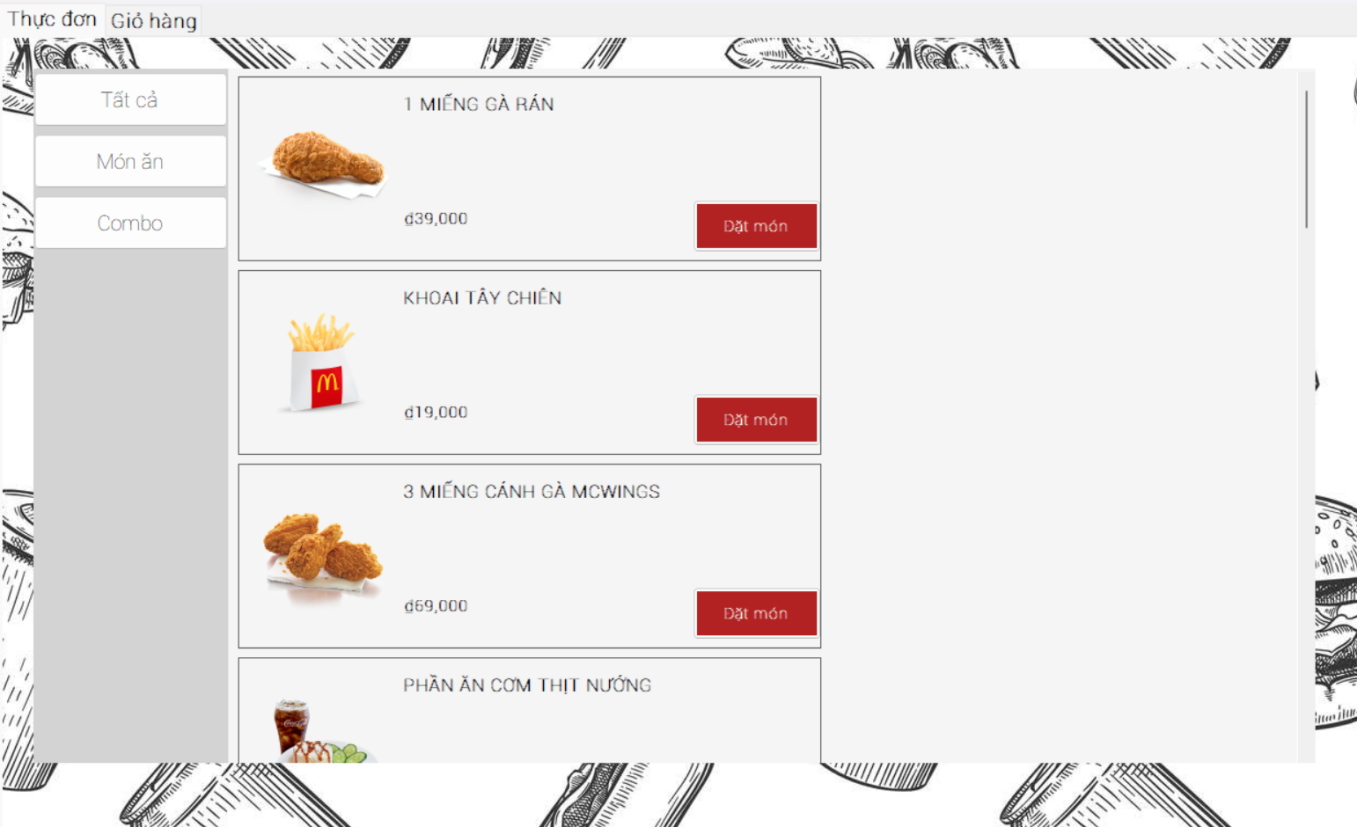 Thực đơn
Giỏ hàng
Tất cả
Món ăn
Combo
1 MIẾNG GÀ RÁN
₫39,000
Đặt món
KHOAI TÂY CHIÊN
₫19,000
Đặt món
3 MIẾNG CÁNH GÀ MCWINGS
₫69,000
Đặt món
PHẦN ĂN CƠM THỊT NƯỚNG